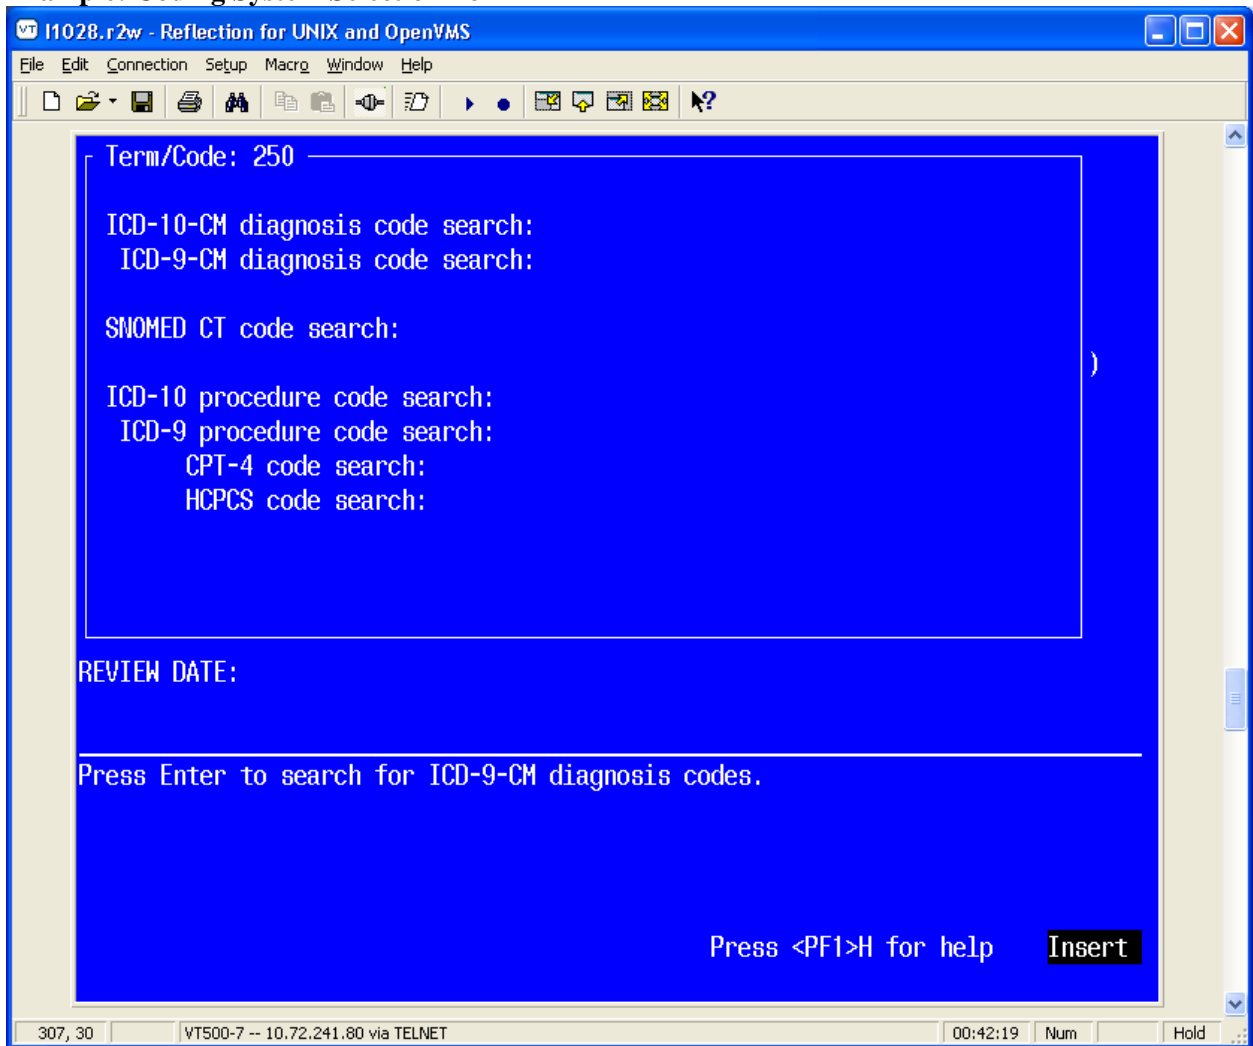 I1028.r2w - Reflection for UNIX and OpenVMS
File Edit Connection Setup Macro Window Help
Term/Code: 250
ICD-10-CM diagnosis code search:
ICD-9-CM diagnosis code search:
SNOMED CT code search:
)
ICD-10 procedure code search:
ICD-9 procedure code search:
CPT-4 code search:
HCPCS code search:
REVIEW DATE:
Press Enter to search for ICD-9-CM diagnosis codes.
Press <PF1>H for help Insert
307, 30 VT500-7 -- 10.72.241.80 via TELNET 00:42:19 Num Hold